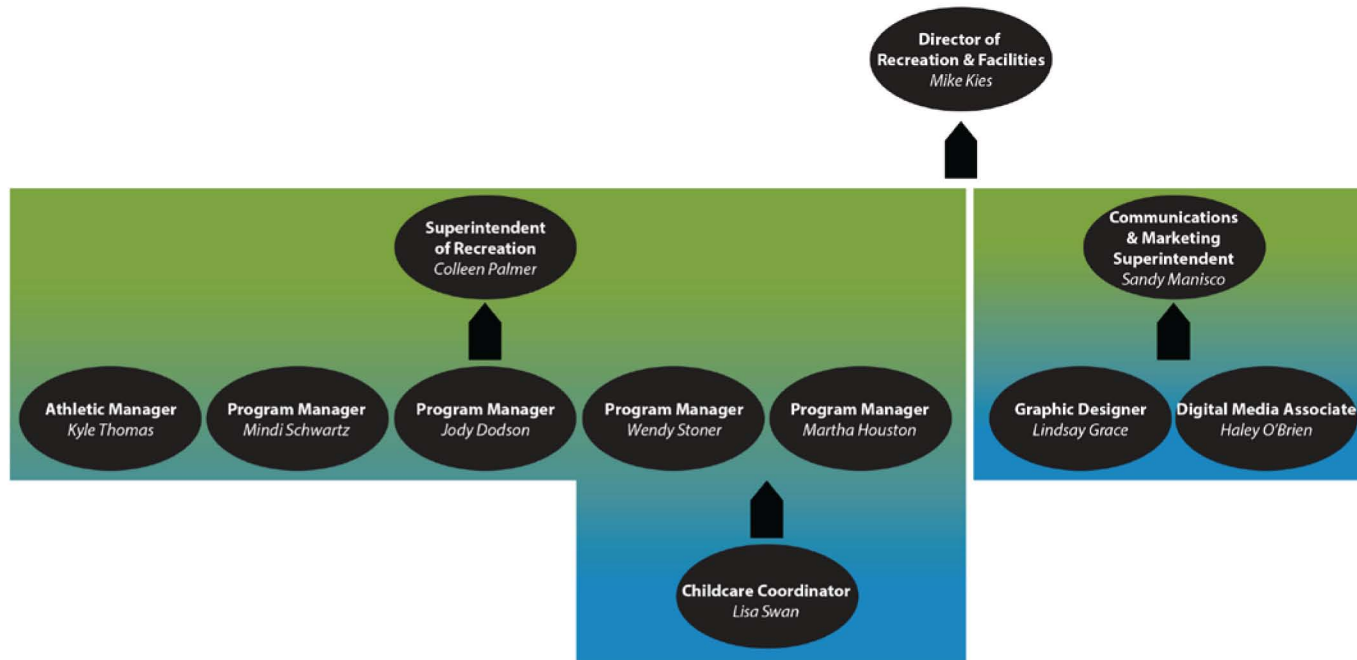 Director of
Recreation & Facilities
Mike Kies
Superintendent
of Recreation
Colleen Palmer
Communications
& Marketing
Superintendent
Sandy Manisco
Athletic Manager
Kyle Thomas
Program Manager
Mindi Schwartz
Program Manager
Jody Dodson
Program Manager
Wendy Stoner
Program Manager
Martha Houston
Graphic Designer
Lindsay Grace
Digital Media Associate
Haley O'Brien
Childcare Coordinator
Lisa Swan